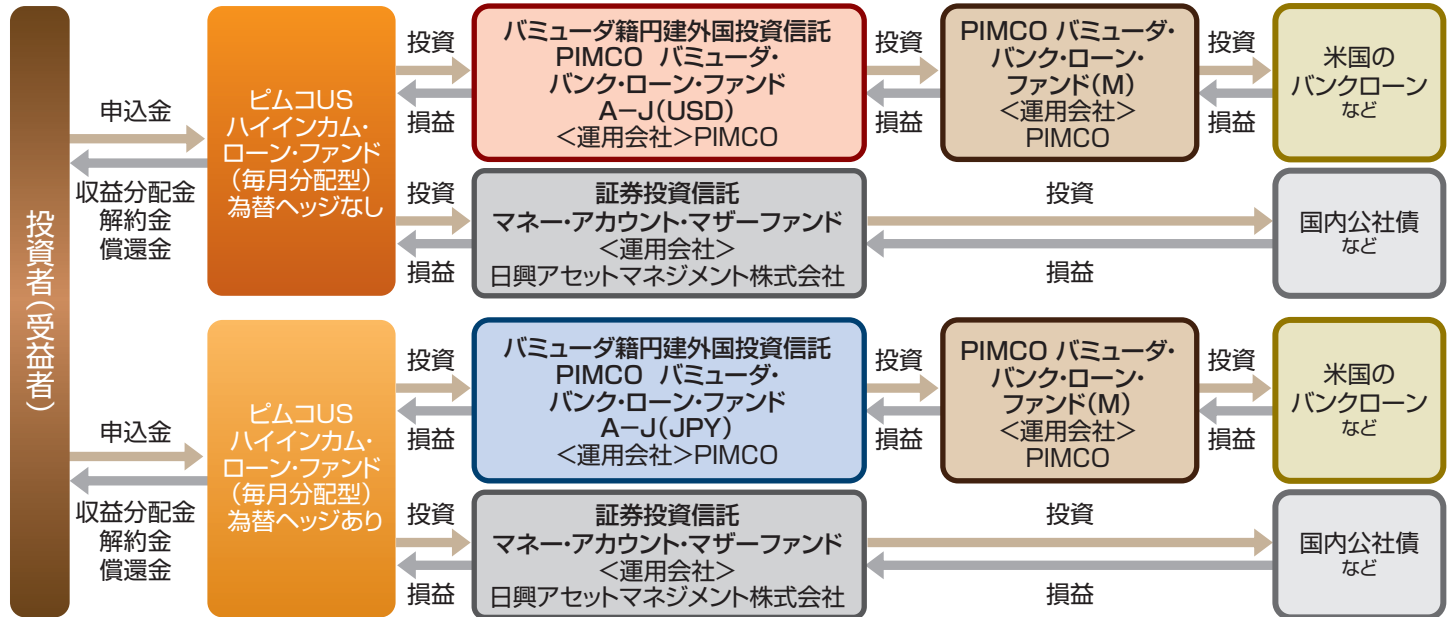 投資者(受益者)
申込金
収益分配金
解約金
償還金
ピムコUS
ハイインカム・
ローン・ファンド
(毎月分配型)
為替ヘッジなし
投資
損益
バミューダ籍円建外国投資信託
PIMCO バミューダ・
バンク・ローン・ファンド
A－J(USD)
＜運用会社＞PIMCO
投資
損益
PIMCO バミューダ・
バンク・ローン・
ファンド(M)
＜運用会社＞
PIMCO
投資
損益
米国の
バンクローン
など
投資
損益
証券投資信託
マネー・アカウント・マザーファンド
＜運用会社＞
日興アセットマネジメント株式会社
投資
損益
国内公社債
など
申込金
収益分配金
解約金
償還金
ピムコUS
ハイインカム・
ローン・ファンド
(毎月分配型)
為替ヘッジあり
投資
損益
バミューダ籍円建外国投資信託
PIMCO バミューダ・
バンク・ローン・ファンド
A－J(JPY)
＜運用会社＞PIMCO
投資
損益
PIMCO バミューダ・
バンク・ローン・
ファンド(M)
＜運用会社＞
PIMCO
投資
損益
米国の
バンクローン
など
投資
損益
証券投資信託
マネー・アカウント・マザーファンド
＜運用会社＞
日興アセットマネジメント株式会社
投資
損益
国内公社債
など